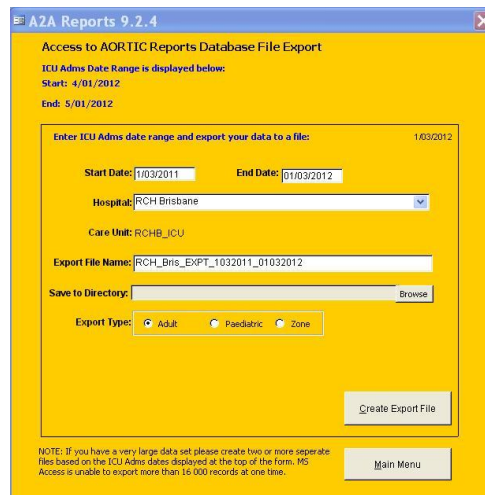 A2A Reports 9.2.4
Access to AORTIC Reports Database File Export
ICU Adms Date Range is displayed below:
Start: 4/01/2012
End: 5/01/2012
Enter ICU Adms date range and export your data to a file: 1/03/2012
Start Date: 1/03/2011 End Date: 01/03/2012
Hospital: RCH Brisbane
Care Unit: RCHB_ICU
Export File Name: RCH_Bris_EXPT_1032011_01032012
Save to Directory: Browse
Export Type: Adult Paediatric Zone
Create Export File
NOTE: If you have a very large data set please create two or more seperate
files based on the ICU Adms dates displayed at the top of the form. MS
Access is unable to export more than 16 000 records at one time.
Main Menu